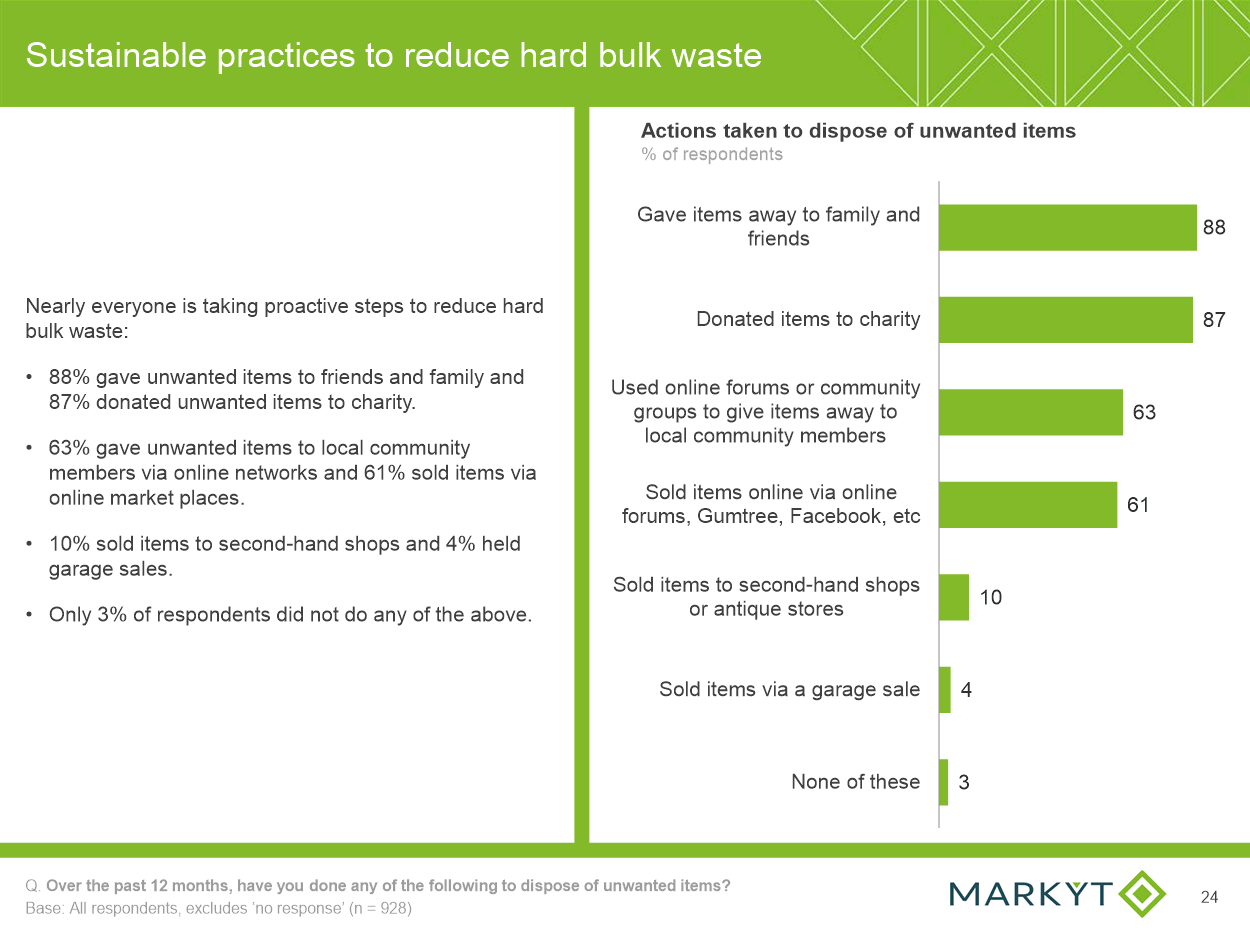 Sustainable practices to reduce hard bulk waste
Nearly everyone is taking proactive steps to reduce hard
bulk waste:
• 88% gave unwanted items to friends and family and
87% donated unwanted items to charity.
• 63% gave unwanted items to local community
members via online networks and 61% sold items via
online market places.
• 10% sold items to second-hand shops and 4% held
garage sales.
• Only 3% of respondents did not do any of the above.
Actions taken to dispose of unwanted items
% of respondents
Gave items away to family and
friends
88
Donated items to charity
87
Used online forums or community
groups to give items away to
local community members
63
Sold items online via online
forums, Gumtree, Facebook, etc
61
Sold items to second-hand shops
or antique stores
10
Sold items via a garage sale
4
None of these
3
Q. Over the past 12 months, have you done any of the following to dispose of unwanted items?
Base: All respondents, excludes 'no response' (n = 928)
MARKYT
24